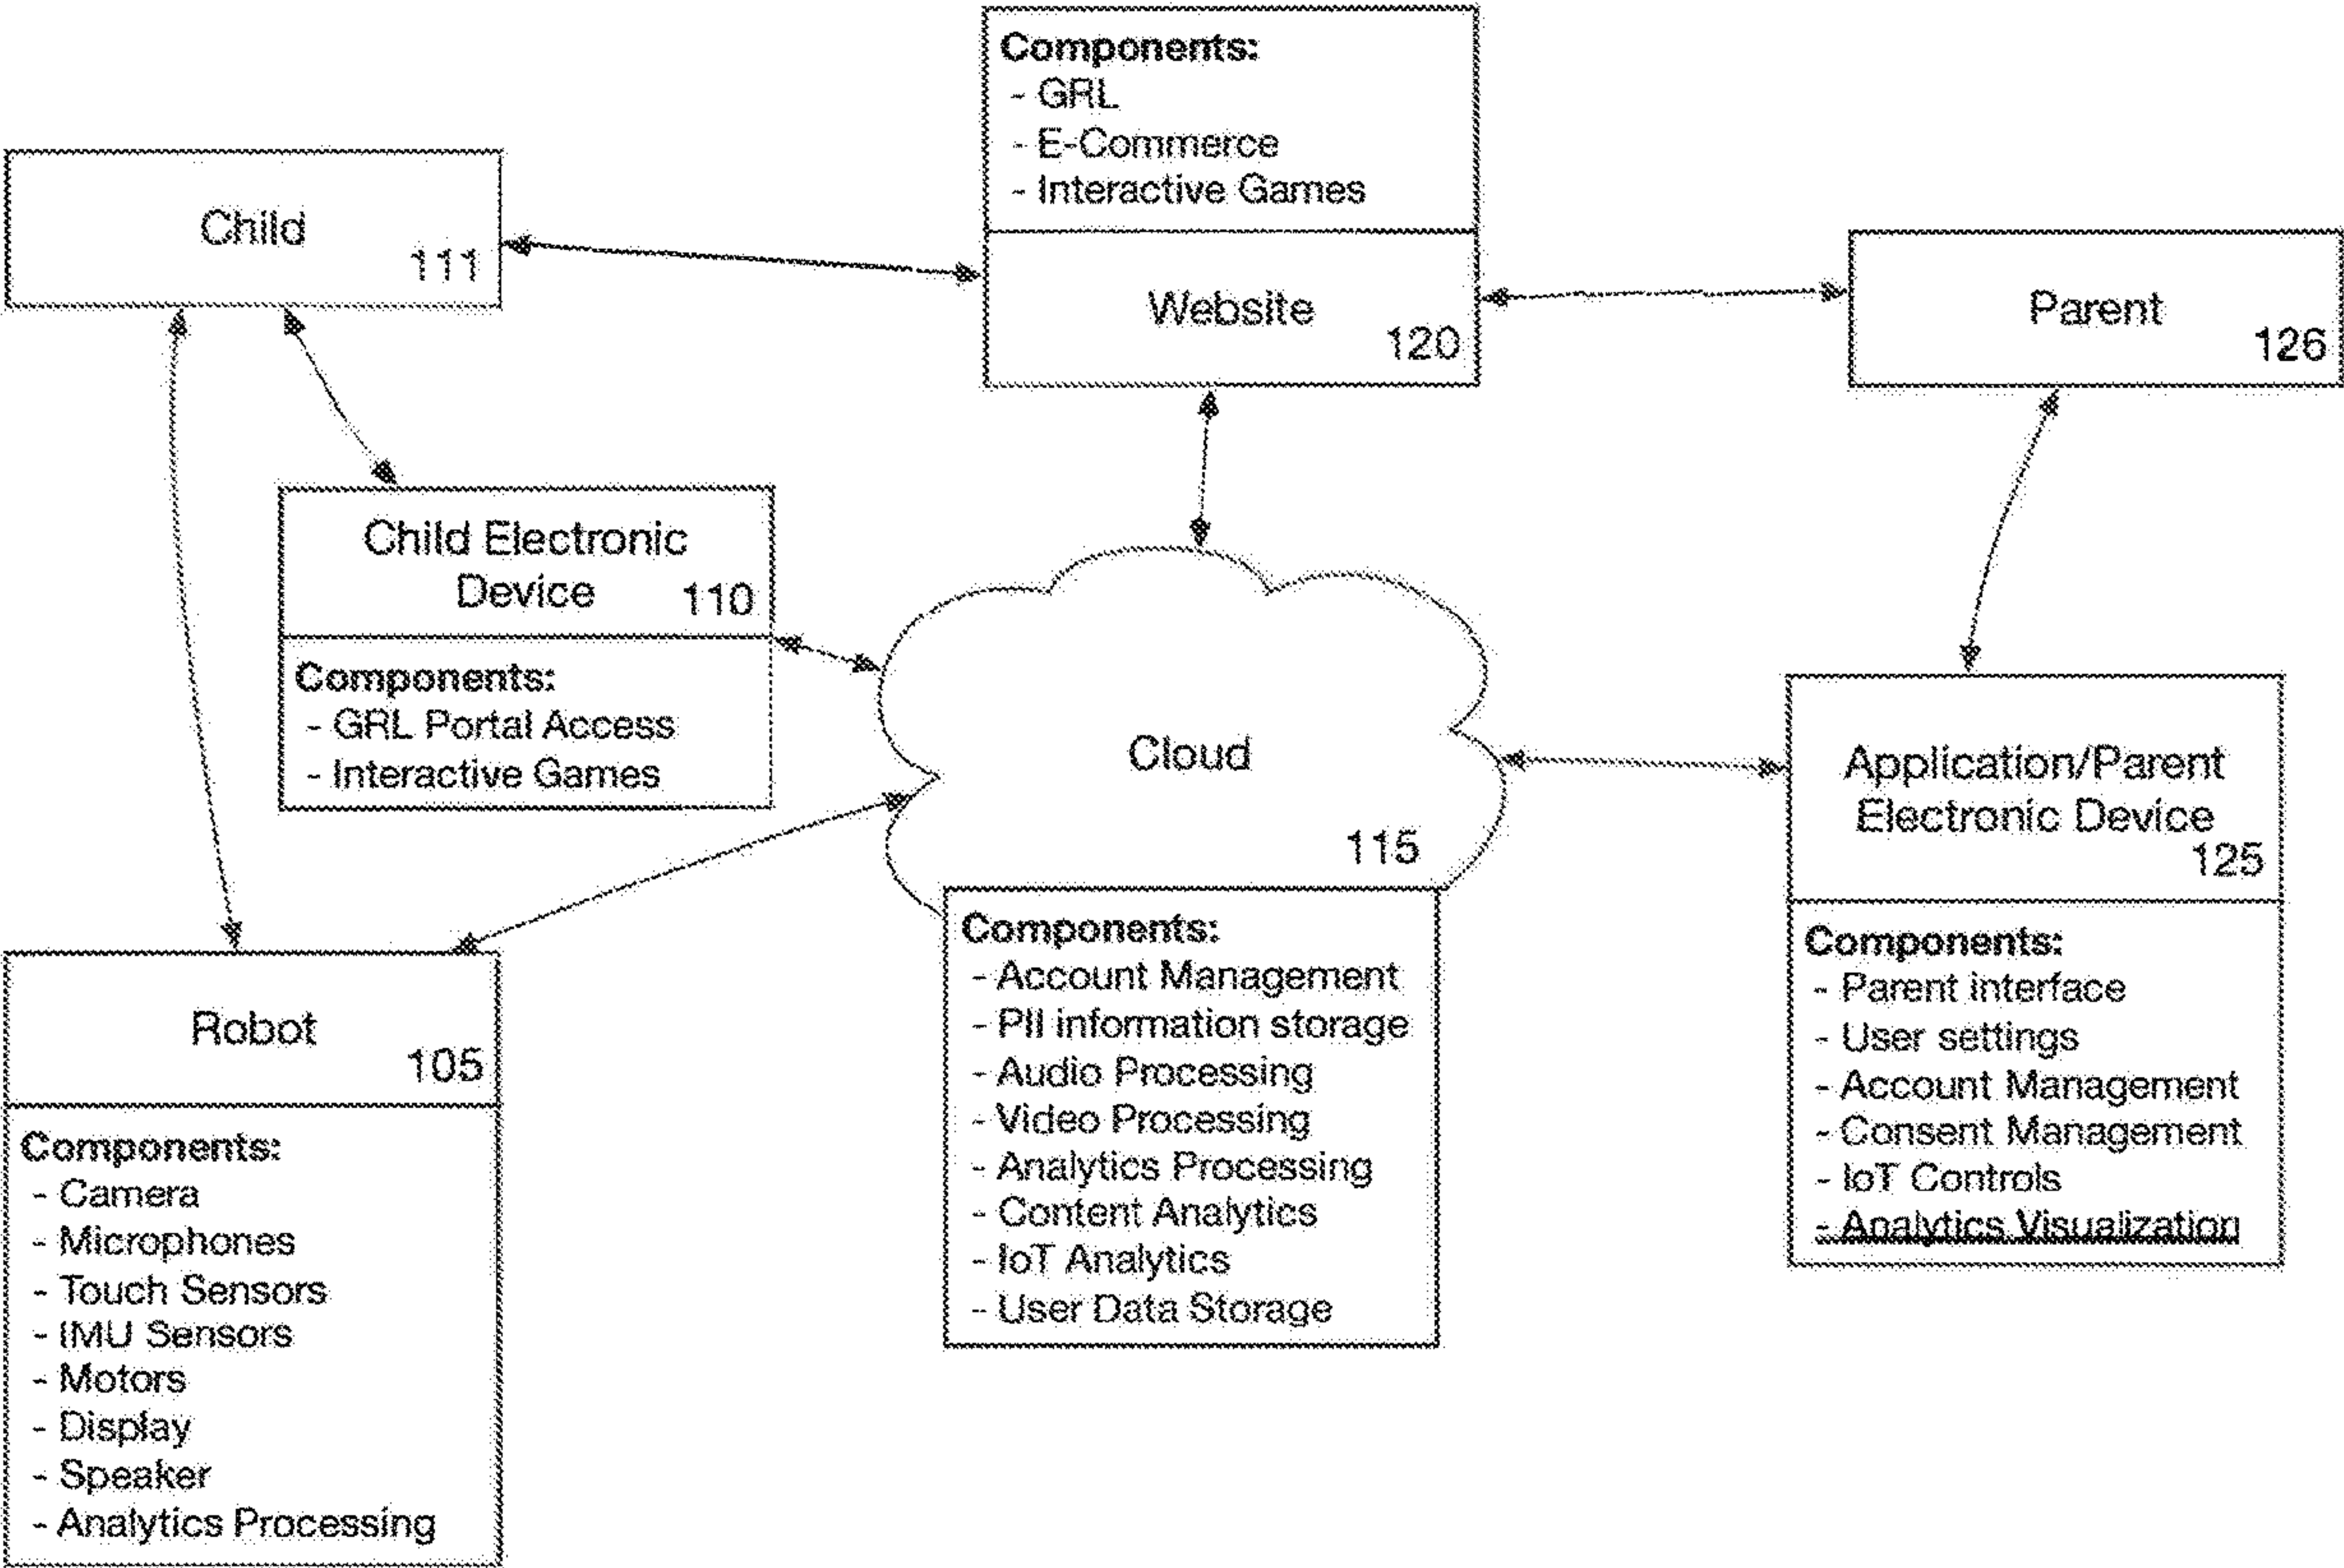 Components:
- GRL
- E-Commerce
- Interactive Games
Website
120
Child
111
Parent
126
Child Electronic
Device
110
Components:
- GRL Portal Access
- Interactive Games
Cloud
115
Components:
- Account Management
- PII information storage
- Audio Processing
- Video Processing
- Analytics Processing
- Content Analytics
- IoT Analytics
- User Data Storage
Application/Parent
Electronic Device
125
Components:
- Parent interface
- User settings
- Account Management
- Consent Management
- IoT Controls
- Analytics Visualization
Robot
105
Components:
- Camera
- Microphones
- Touch Sensors
- IMU Sensors
- Motors
- Display
- Speaker
- Analytics Processing